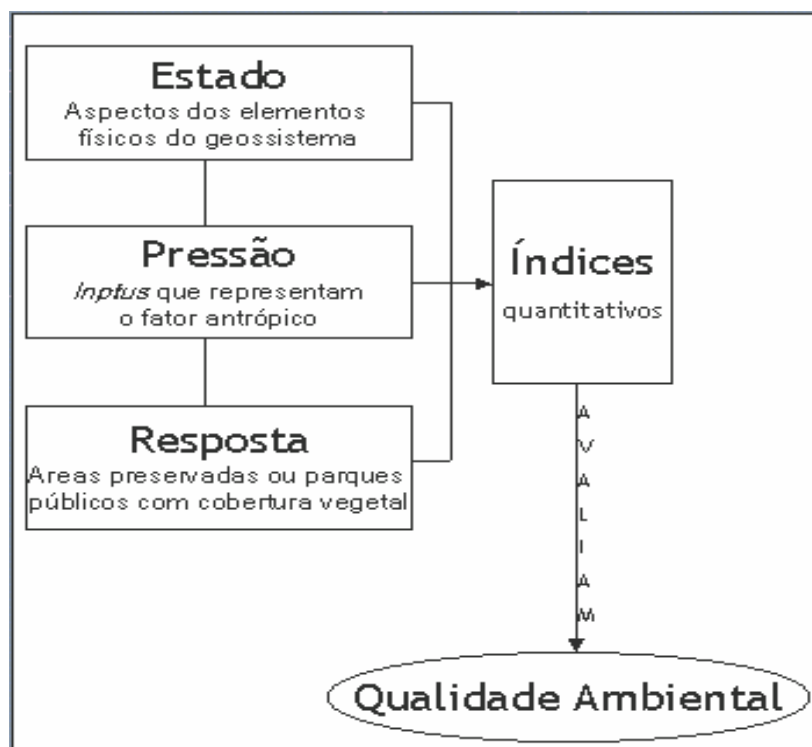 Estado
Aspectos dos elementos
físicos do geossistema
Pressão
Inptus que representam
o fator antrópico
Resposta
Areas preservadas ou parques
públicos com cobertura vegetal
Índices
quantitativos
AVALIAM
Qualidade Ambiental